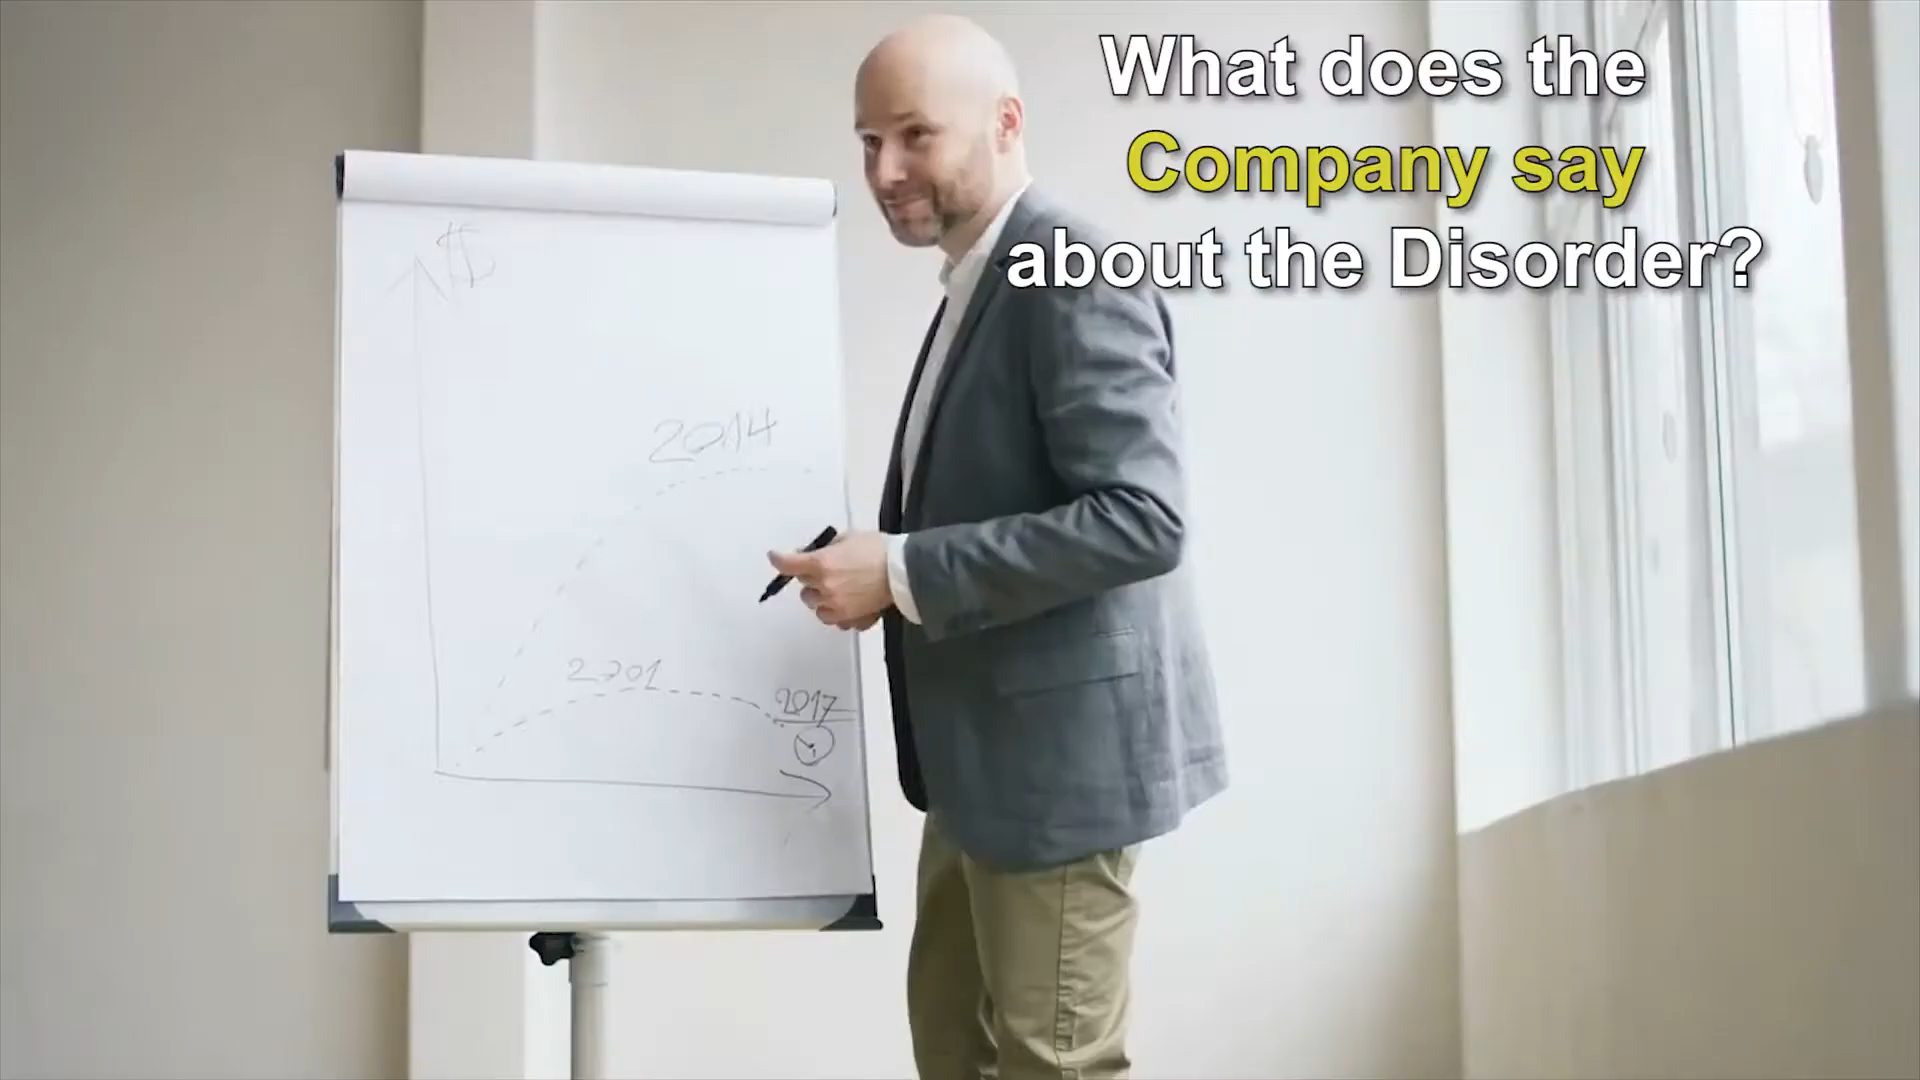 What does the
Company say
about the Disorder?
$
2014
2017